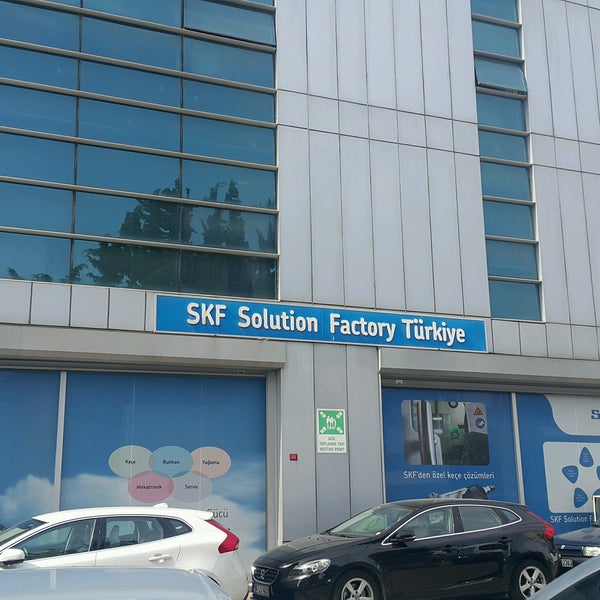 SKF Solution Factory Türkiye
Keçe
Rulman
Yağlama
Mekatronik
Servis
Gücü
ACİL
TOPLANMA YERİ
MEETING POINT
SKF'den özel keçe çözümleri
SKF Solution F